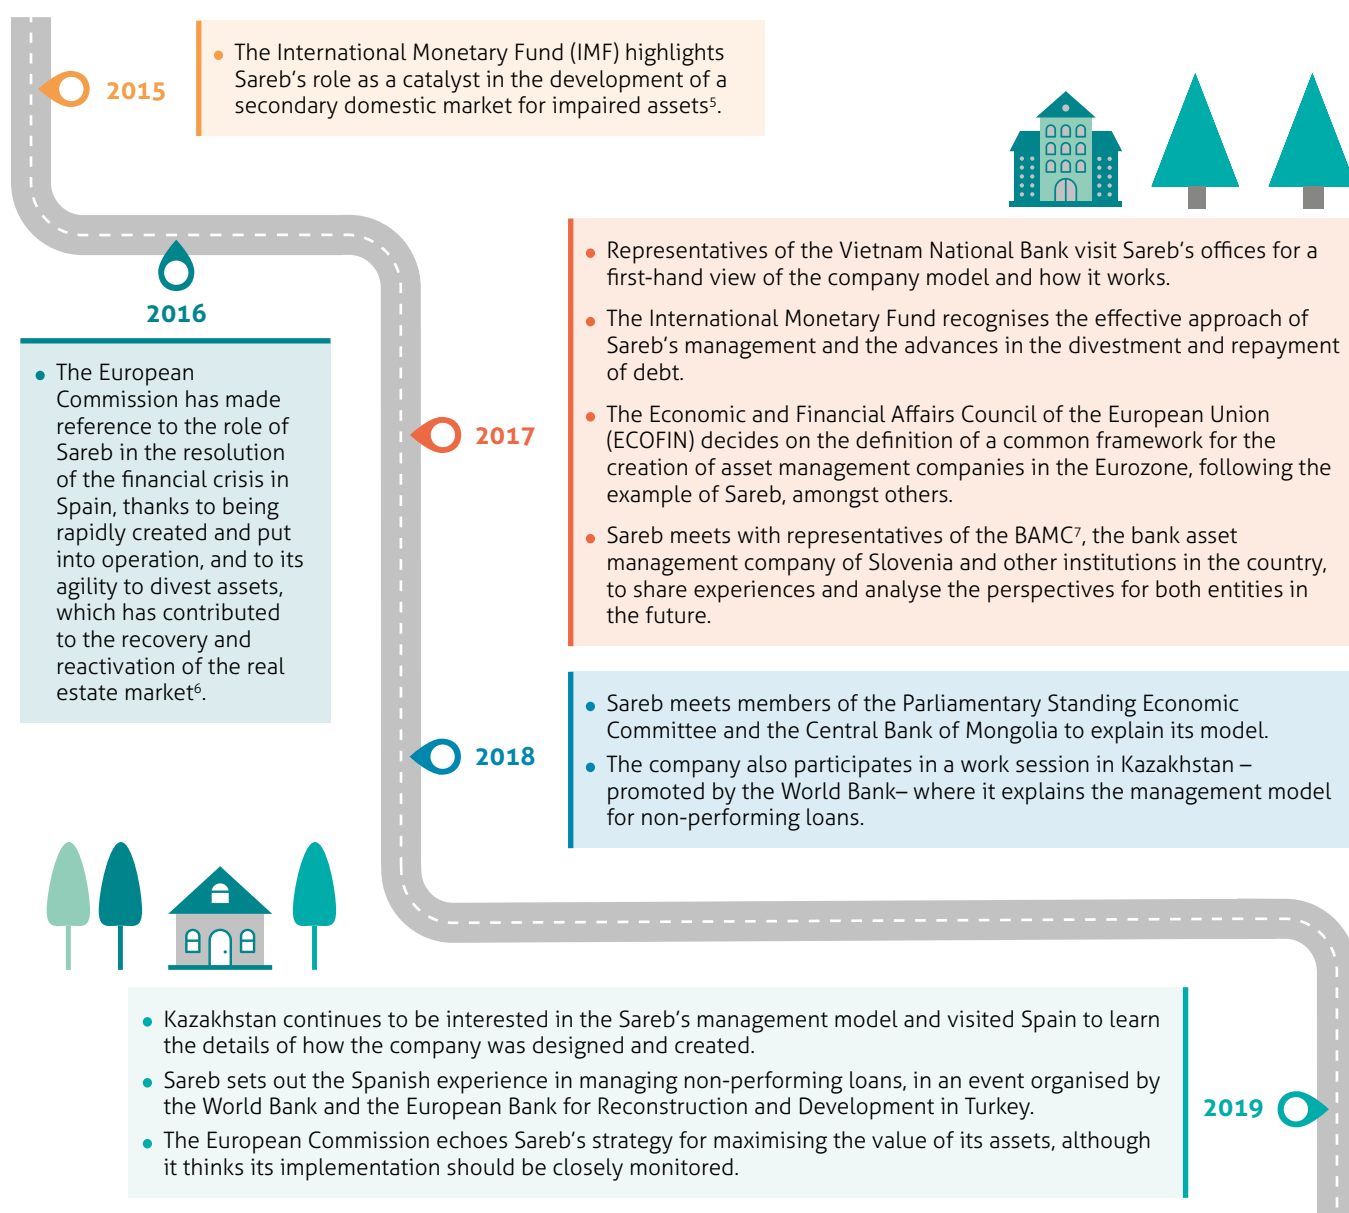 2015
• The International Monetary Fund (IMF) highlights
Sareb's role as a catalyst in the development of a
secondary domestic market for impaired assets⁵.
2016
• The European
Commission has made
reference to the role of
Sareb in the resolution
of the financial crisis in
Spain, thanks to being
rapidly created and put
into operation, and to its
agility to divest assets,
which has contributed
to the recovery and
reactivation of the real
estate market⁶.
2017
• Representatives of the Vietnam National Bank visit Sareb's offices for a
first-hand view of the company model and how it works.
• The International Monetary Fund recognises the effective approach of
Sareb's management and the advances in the divestment and repayment
of debt.
• The Economic and Financial Affairs Council of the European Union
(ECOFIN) decides on the definition of a common framework for the
creation of asset management companies in the Eurozone, following the
example of Sareb, amongst others.
• Sareb meets with representatives of the BAMC⁷, the bank asset
management company of Slovenia and other institutions in the country,
to share experiences and analyse the perspectives for both entities in
the future.
2018
• Sareb meets members of the Parliamentary Standing Economic
Committee and the Central Bank of Mongolia to explain its model.
• The company also participates in a work session in Kazakhstan –
promoted by the World Bank– where it explains the management model
for non-performing loans.
• Kazakhstan continues to be interested in the Sareb's management model and visited Spain to learn
the details of how the company was designed and created.
• Sareb sets out the Spanish experience in managing non-performing loans, in an event organised by
the World Bank and the European Bank for Reconstruction and Development in Turkey.
• The European Commission echoes Sareb's strategy for maximising the value of its assets, although
it thinks its implementation should be closely monitored.
2019